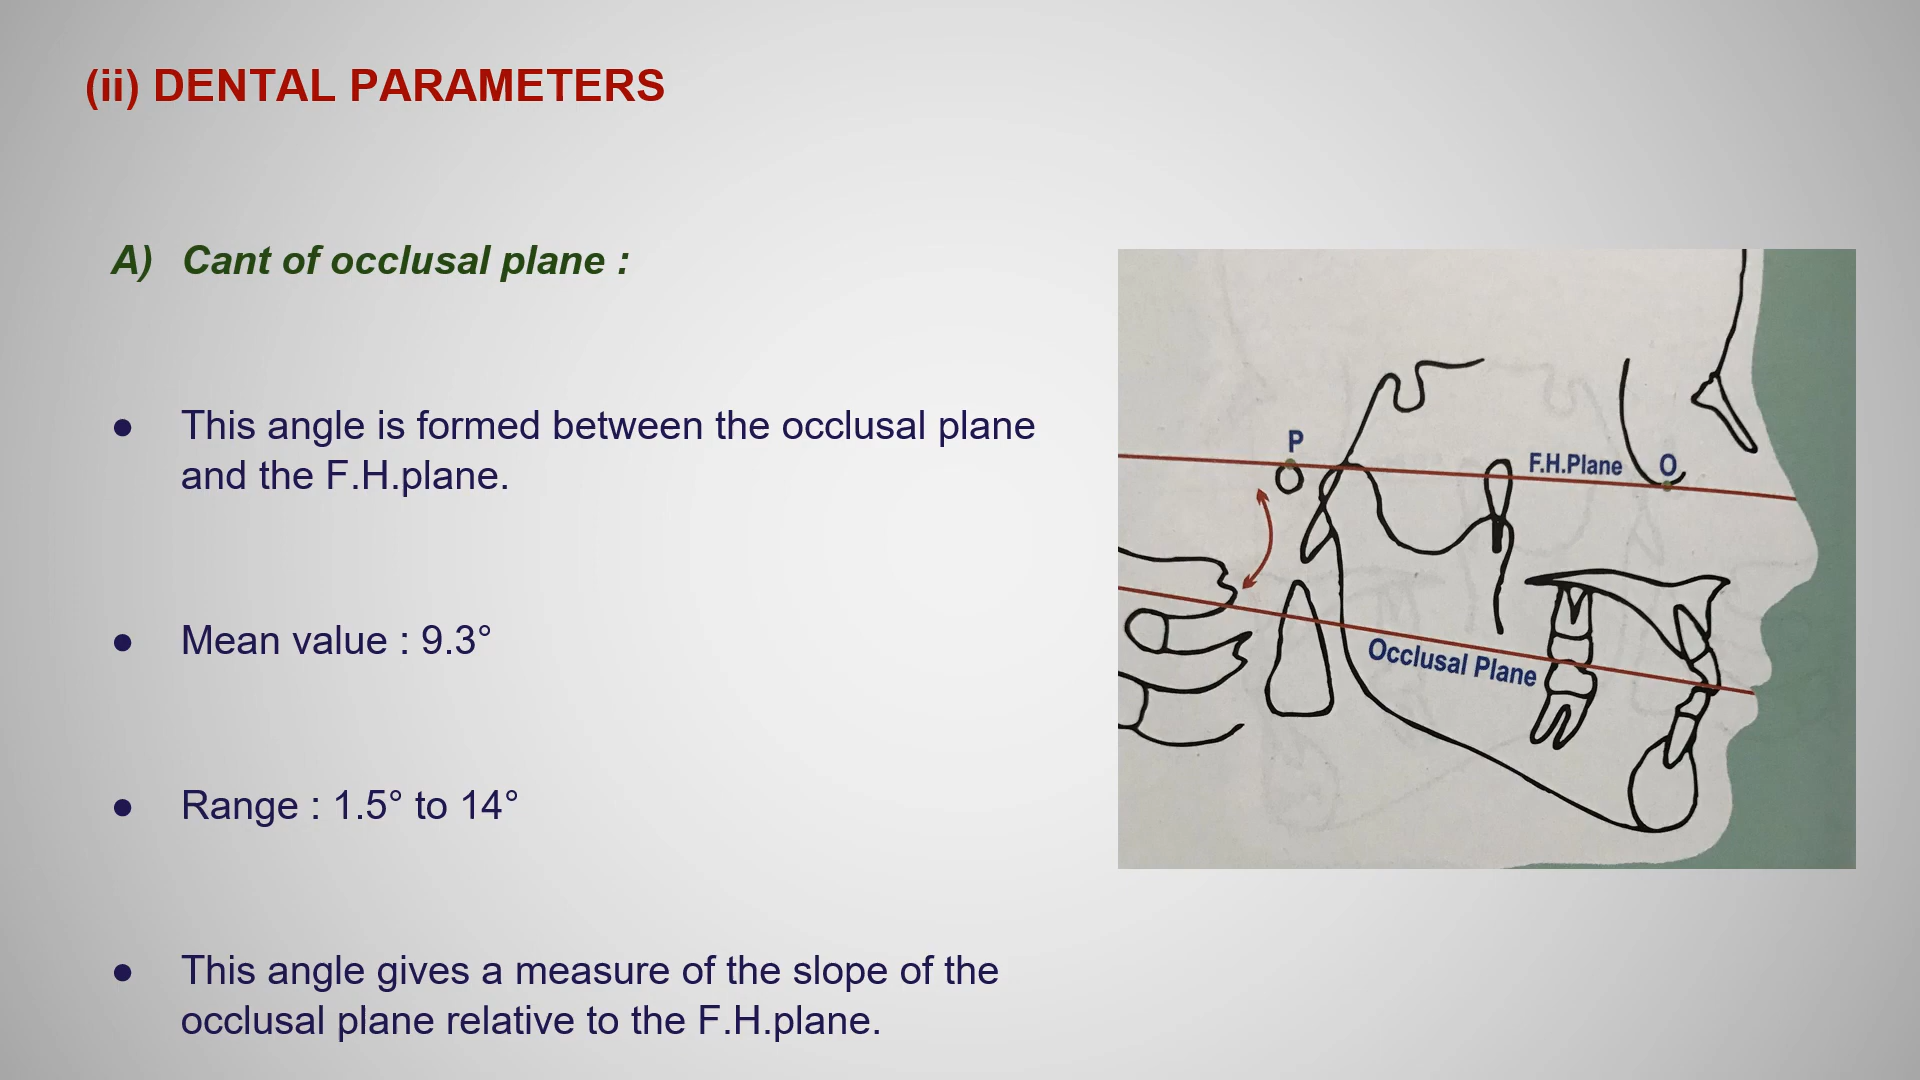 (ii) DENTAL PARAMETERS
A) Cant of occlusal plane :
● This angle is formed between the occlusal plane
and the F.H.plane.
● Mean value : 9.3°
● Range : 1.5° to 14°
● This angle gives a measure of the slope of the
occlusal plane relative to the F.H.plane.
P
F.H.Plane
O
Occlusal Plane